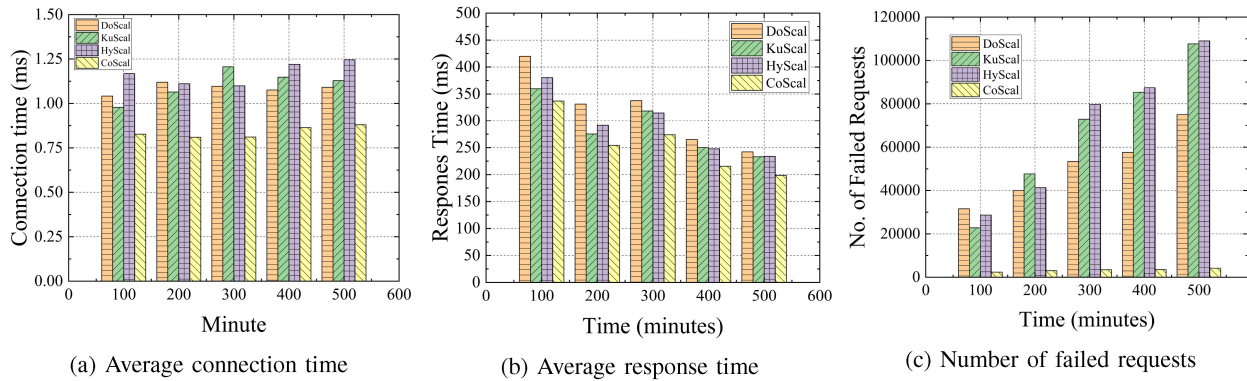 1.50
1.25
1.00
0.75
0.50
0.25
0.00
Connection time (ms)
DoScal
KuScal
HyScal
CoScal
0 100 200 300 400 500 600
Minute
(a) Average connection time
500
450
400
350
300
250
200
150
100
50
0
Respones Time (ms)
DoScal
KuScal
HyScal
CoScal
0 100 200 300 400 500 600
Time (minutes)
(b) Average response time
120000
100000
80000
60000
40000
20000
0
No. of Failed Requests
DoScal
KuScal
HyScal
CoScal
0 100 200 300 400 500
Time (minutes)
(c) Number of failed requests